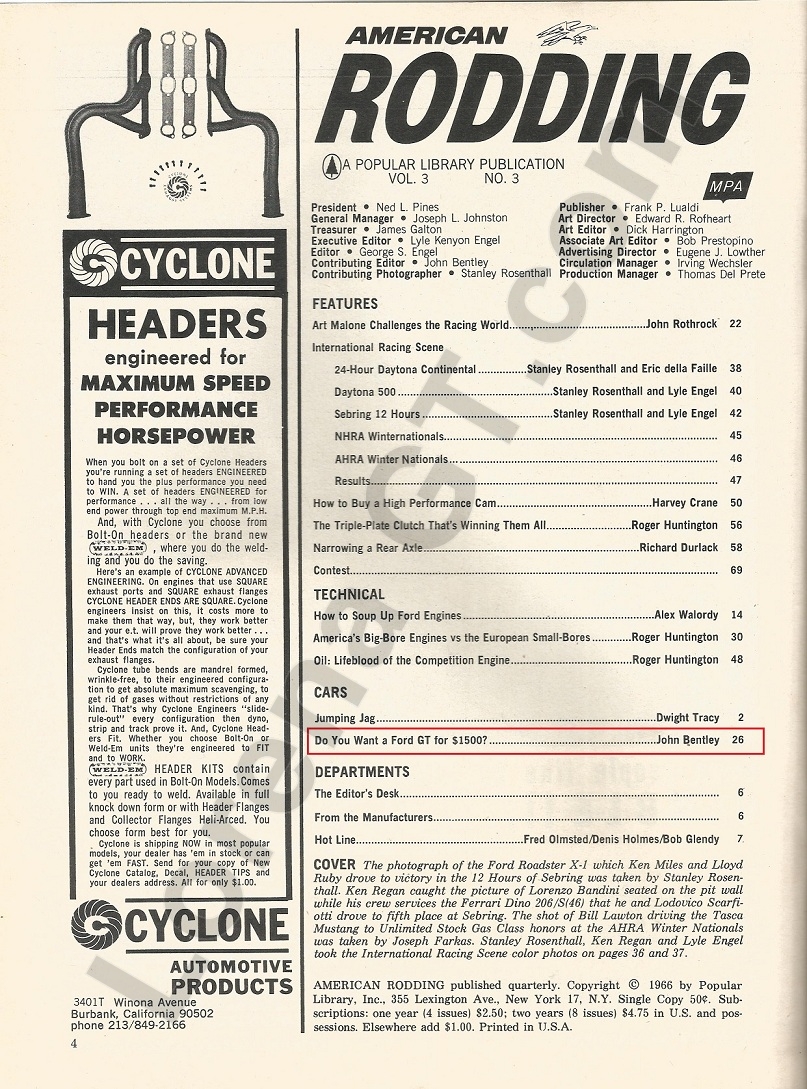 CYCLONE
CYCLONE
HEADERS
engineered for
MAXIMUM SPEED
PERFORMANCE
HORSEPOWER
When you bolt on a set of Cyclone Headers
you're running a set of headers ENGINEERED
to hand you the plus performance you need
to WIN. A set of headers ENGINEERED for
performance . . . all the way . . . from low
end power through top end maximum M.P.H.
And, with Cyclone you choose from
Bolt-On headers or the brand new
WELD-EM , where you do the weld-
ing and you do the saving.
Here's an example of CYCLONE ADVANCED
ENGINEERING. On engines that use SQUARE
exhaust ports and SQUARE exhaust flanges
CYCLONE HEADER ENDS ARE SQUARE. Cyclone
engineers insist on this, it costs more to
make them that way, but, they work better
and your e.t. will prove they work better . . .
and that's what it's all about, be sure your
Header Ends match the configuration of your
exhaust flanges.
Cyclone tube bends are mandrel formed,
wrinkle-free, to their engineered configura-
tion to get absolute maximum scavenging, to
get rid of gases without restrictions of any
kind. That's why Cyclone Engineers "slide-
rule-out" every configuration then dyno,
strip and track prove it. And, Cyclone Head-
ers Fit. Whether you choose Bolt-On or
Weld-Em units they're engineered to FIT
and to WORK.
WELD-EM HEADER KITS contain
every part used in Bolt-On Models. Comes
to you ready to weld. Available in full
knock down form or with Header Flanges
and Collector Flanges Heli-Arced. You
choose form best for you.
Cyclone is shipping NOW in most popular
models, your dealer has 'em in stock or can
get 'em FAST. Send for your copy of New
Cyclone Catalog, Decal, HEADER TIPS and
your dealers address. All for only $1.00.
CYCLONE
AUTOMOTIVE
PRODUCTS
3401T Winona Avenue
Burbank, California 90502
phone 213/849-2166
4
AMERICAN
RODDING
A POPULAR LIBRARY PUBLICATION
VOL. 3 NO. 3
MPA
President • Ned L. Pines
General Manager • Joseph L. Johnston
Treasurer • James Galton
Executive Editor • Lyle Kenyon Engel
Editor • George S. Engel
Contributing Editor • John Bentley
Contributing Photographer • Stanley Rosenthall
Publisher • Frank P. Lualdi
Art Director • Edward R. Rofheart
Art Editor • Dick Harrington
Associate Art Editor • Bob Prestopino
Advertising Director • Eugene J. Lowther
Circulation Manager • Irving Wechsler
Production Manager • Thomas Del Prete
FEATURES
Art Malone Challenges the Racing World John Rothrock 22
International Racing Scene
24-Hour Daytona Continental Stanley Rosenthall and Eric della Faille 38
Daytona 500 Stanley Rosenthall and Lyle Engel 40
Sebring 12 Hours Stanley Rosenthall and Lyle Engel 42
NHRA Winternationals 45
AHRA Winter Nationals 46
Results 47
How to Buy a High Performance Cam Harvey Crane 50
The Triple-Plate Clutch That's Winning Them All Roger Huntington 56
Narrowing a Rear Axle Richard Durlack 58
Contest 69
TECHNICAL
How to Soup Up Ford Engines Alex Walordy 14
America's Big-Bore Engines vs the European Small-Bores Roger Huntington 30
Oil: Lifeblood of the Competition Engine Roger Huntington 48
CARS
Jumping Jag Dwight Tracy 2
Do You Want a Ford GT for $1500? John Bentley 26
DEPARTMENTS
The Editor's Desk 6
From the Manufacturers 6
Hot Line Fred Olmsted/Denis Holmes/Bob Glendy 7
COVER The photograph of the Ford Roadster X-1 which Ken Miles and Lloyd
Ruby drove to victory in the 12 Hours of Sebring was taken by Stanley Rosen-
thall. Ken Regan caught the picture of Lorenzo Bandini seated on the pit wall
while his crew services the Ferrari Dino 206/S(46) that he and Lodovico Scarfi-
otti drove to fifth place at Sebring. The shot of Bill Lawton driving the Tasca
Mustang to Unlimited Stock Gas Class honors at the AHRA Winter Nationals
was taken by Joseph Farkas. Stanley Rosenthall, Ken Regan and Lyle Engel
took the International Racing Scene color photos on pages 36 and 37.
AMERICAN RODDING published quarterly. Copyright © 1966 by Popular
Library, Inc., 355 Lexington Ave., New York 17, N.Y. Single Copy 50¢. Sub-
scriptions: one year (4 issues) $2.50; two years (8 issues) $4.75 in U.S. and pos-
sessions. Elsewhere add $1.00. Printed in U.S.A.